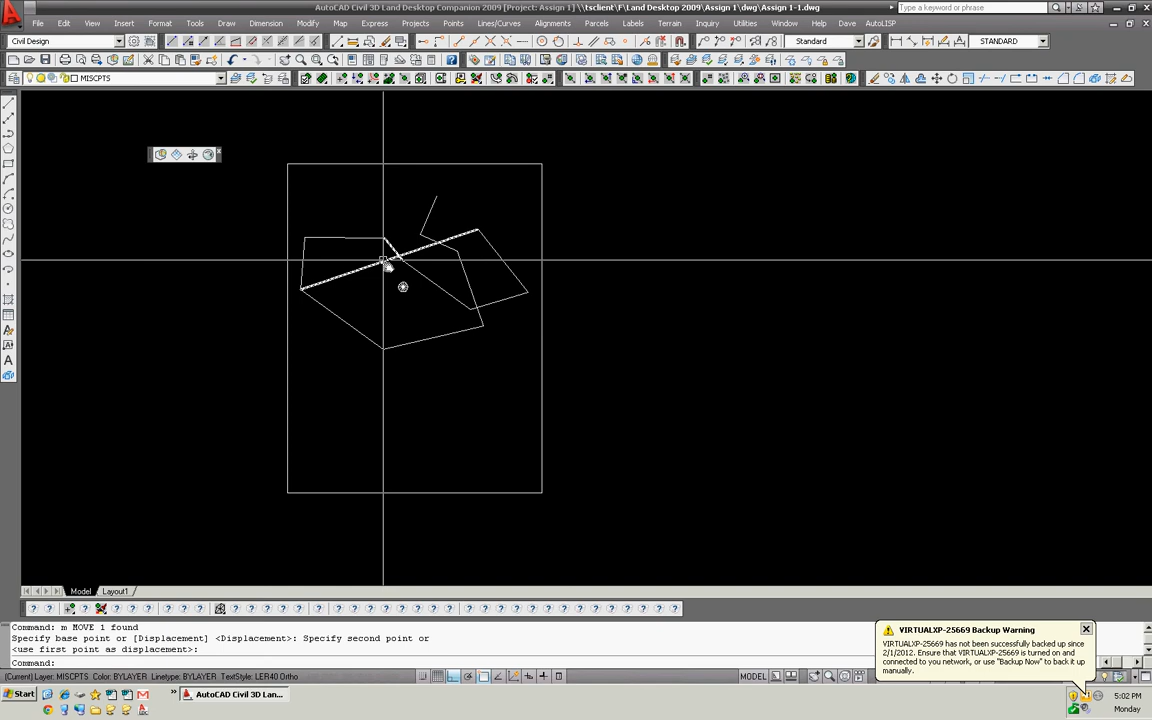 AutoCAD Civil 3D Land Desktop Companion 2009 [Project: Assign 1] \\tsclient\F\Land Desktop 2009\Assign 1\dwg\Assign 1-1.dwg
Type a keyword or phrase
File Edit View Insert Format Tools Draw Dimension Modify Map Express Projects Points Lines/Curves Alignments Parcels Labels Terrain Inquiry Utilities Window Help Dave AutoLISP
Civil Design
Standard
STANDARD
MISCPTS
Model Layout1
Command: m MOVE 1 found
Specify base point or [Displacement] <Displacement>: Specify second point or
<use first point as displacement>:
Command:
(Current) Layer: MISCPTS Color: BYLAYER Linetype: BYLAYER TextStyle: LER40 Ortho
MODEL
VIRTUALXP-25669 Backup Warning
VIRTUALXP-25669 has not been successfully backed up since
2/1/2012. Ensure that VIRTUALXP-25669 is turned on and
connected to you network, or use "Backup Now" to back it up
manually.
Start
AutoCAD Civil 3D Lan...
5:02 PM
Monday